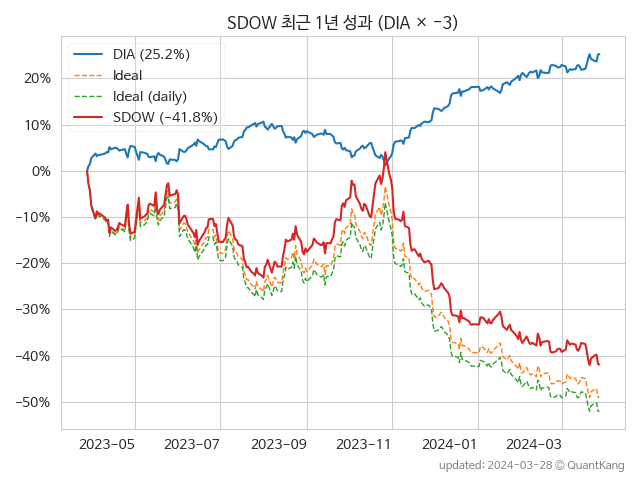 SDOW 최근 1년 성과 (DIA × −3)
DIA (25.2%)
Ideal
Ideal (daily)
SDOW (−41.8%)
20%
10%
0%
−10%
−20%
−30%
−40%
−50%
2023−05
2023−07
2023−09
2023−11
2024−01
2024−03
updated: 2024−03−28 ⓒ QuantKang